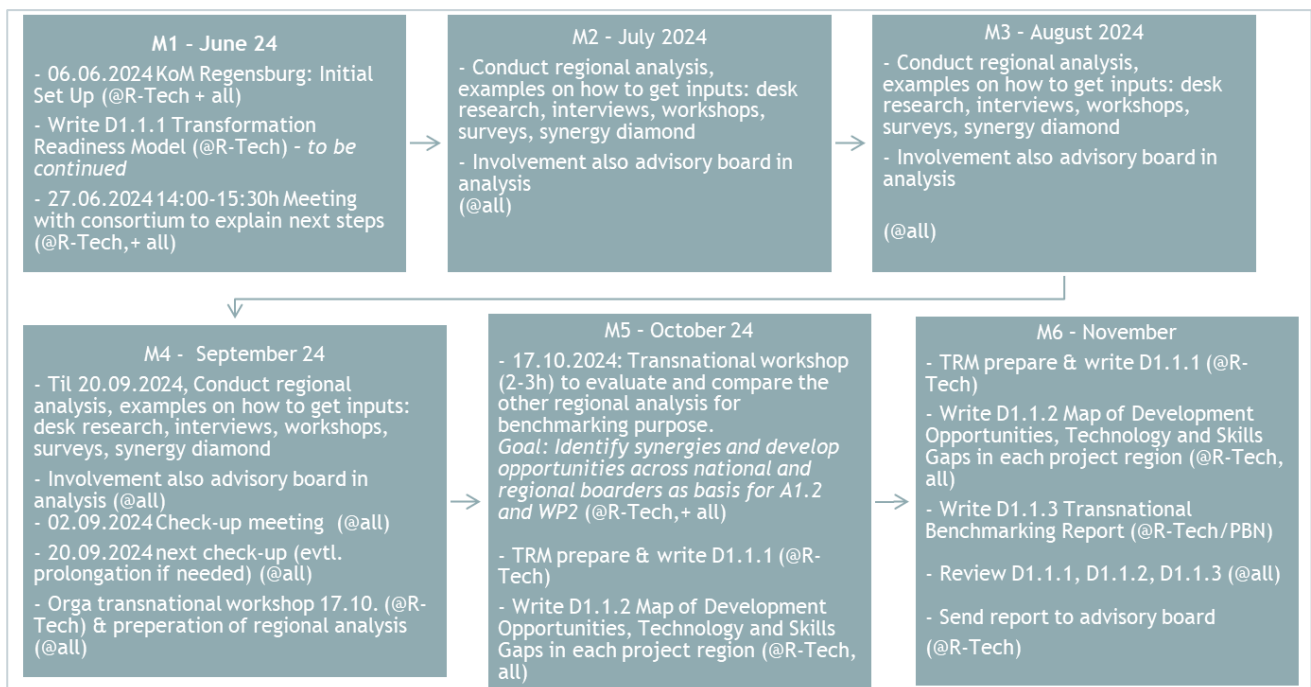 M1 - June 24
- 06.06.2024 KoM Regensburg: Initial
Set Up (@R-Tech + all)
- Write D1.1.1 Transformation
Readiness Model (@R-Tech) – to be
continued
- 27.06.2024 14:00-15:30h Meeting
with consortium to explain next steps
(@R-Tech,+ all)
M2 - July 2024
- Conduct regional analysis,
examples on how to get inputs: desk
research, interviews, workshops,
surveys, synergy diamond
- Involvement also advisory board in
analysis
(@all)
M3 - August 2024
- Conduct regional analysis,
examples on how to get inputs: desk
research, interviews, workshops,
surveys, synergy diamond
- Involvement also advisory board in
analysis
(@all)
M4 - September 24
- Til 20.09.2024, Conduct regional
analysis, examples on how to get inputs:
desk research, interviews, workshops,
surveys, synergy diamond
- Involvement also advisory board in
analysis (@all)
- 02.09.2024 Check-up meeting (@all)
- 20.09.2024 next check-up (evtl.
prolongation if needed) (@all)
- Orga transnational workshop 17.10. (@R-
Tech) & preperation of regional analysis
(@all)
M5 - October 24
- 17.10.2024: Transnational workshop
(2-3h) to evaluate and compare the
other regional analysis for
benchmarking purpose.
Goal: Identify synergies and develop
opportunities across national and
regional boarders as basis for A1.2
and WP2 (@R-Tech,+ all)
- TRM prepare & write D1.1.1 (@R-
Tech)
- Write D1.1.2 Map of Development
Opportunities, Technology and Skills
Gaps in each project region (@R-Tech,
all)
M6 - November
- TRM prepare & write D1.1.1 (@R-
Tech)
- Write D1.1.2 Map of Development
Opportunities, Technology and Skills
Gaps in each project region (@R-Tech,
all)
- Write D1.1.3 Transnational
Benchmarking Report (@R-Tech/PBN)
- Review D1.1.1, D1.1.2, D1.1.3 (@all)
- Send report to advisory board
(@R-Tech)